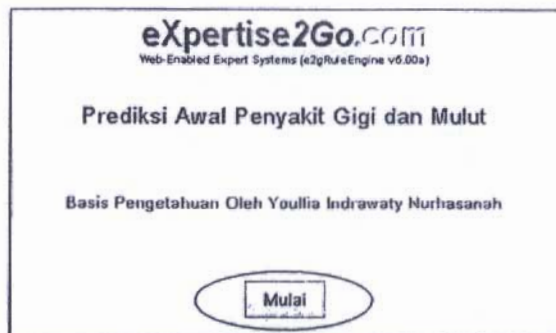 eXpertise2Go.com
Web-Enabled Expert Systems (e2gRuleEngine v6.00a)
Prediksi Awal Penyakit Gigi dan Mulut
Basis Pengetahuan Oleh Youllia Indrawaty Nurhasanah
Mulai